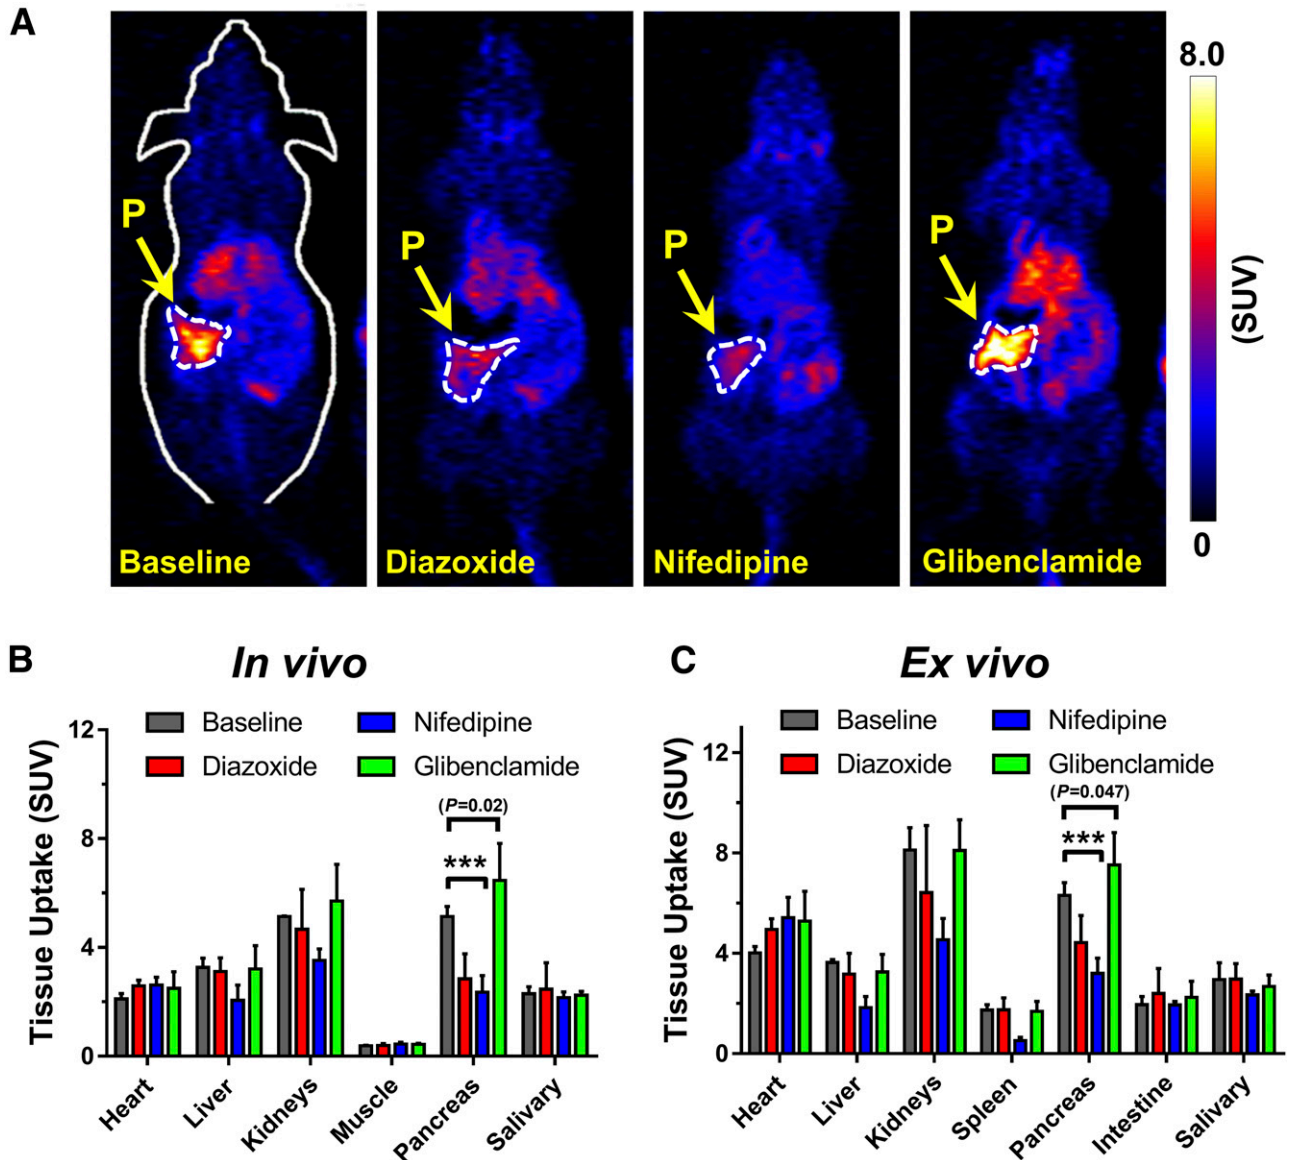 A
8.0
P
P
P
P
(SUV)
Baseline
Diazoxide
Nifedipine
Glibenclamide
0
B
In vivo
Baseline
Nifedipine
Diazoxide
Glibenclamide
12
8
4
0
Tissue Uptake (SUV)
(P=0.02)
***
Heart
Liver
Kidneys
Muscle
Pancreas
Salivary
C
Ex vivo
Baseline
Nifedipine
Diazoxide
Glibenclamide
12
8
4
0
Tissue Uptake (SUV)
(P=0.047)
***
Heart
Liver
Kidneys
Spleen
Pancreas
Intestine
Salivary